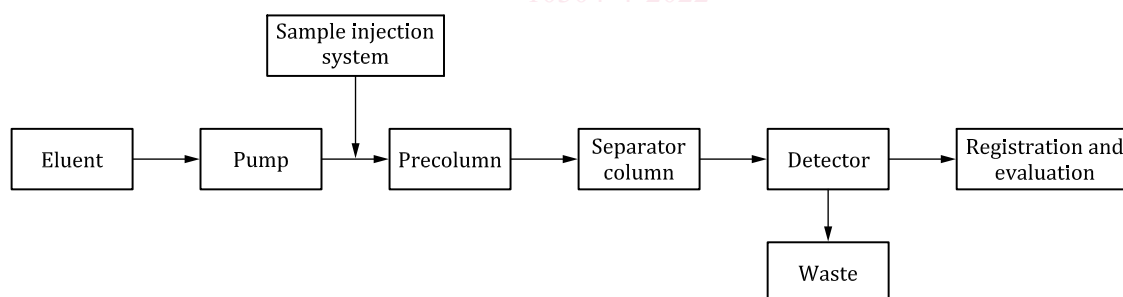 Sample injection
system
Eluent
Pump
Precolumn
Separator
column
Detector
Registration and
evaluation
Waste